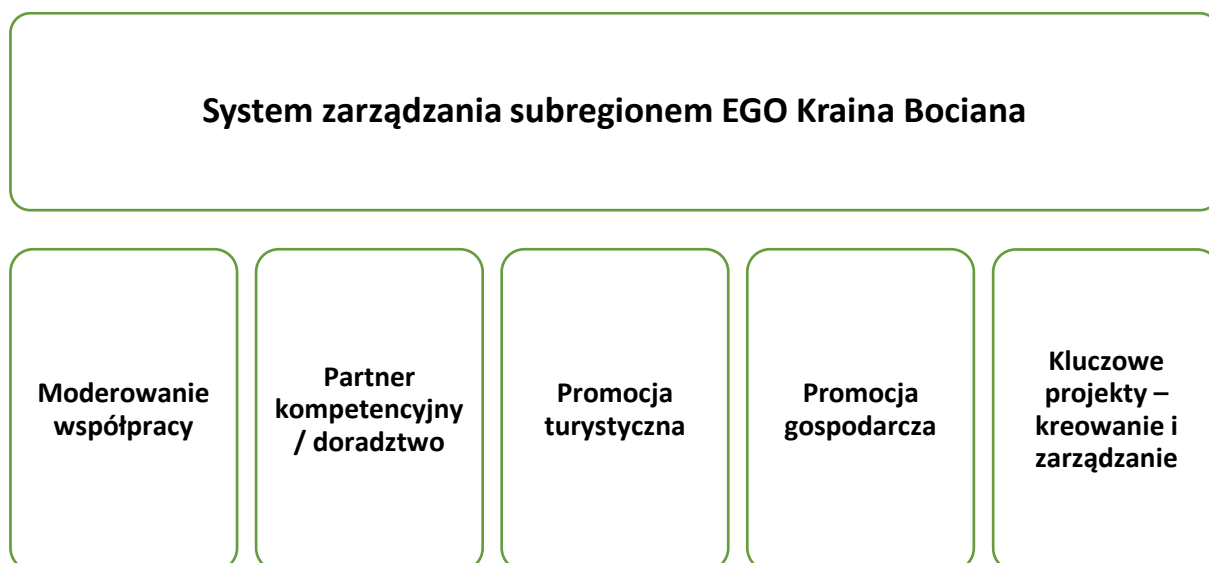 System zarządzania subregionem EGO Kraina Bociana
Moderowanie
współpracy
Partner
kompetencyjny
/ doradztwo
Promocja
turystyczna
Promocja
gospodarcza
Kluczowe
projekty –
kreowanie i
zarządzanie